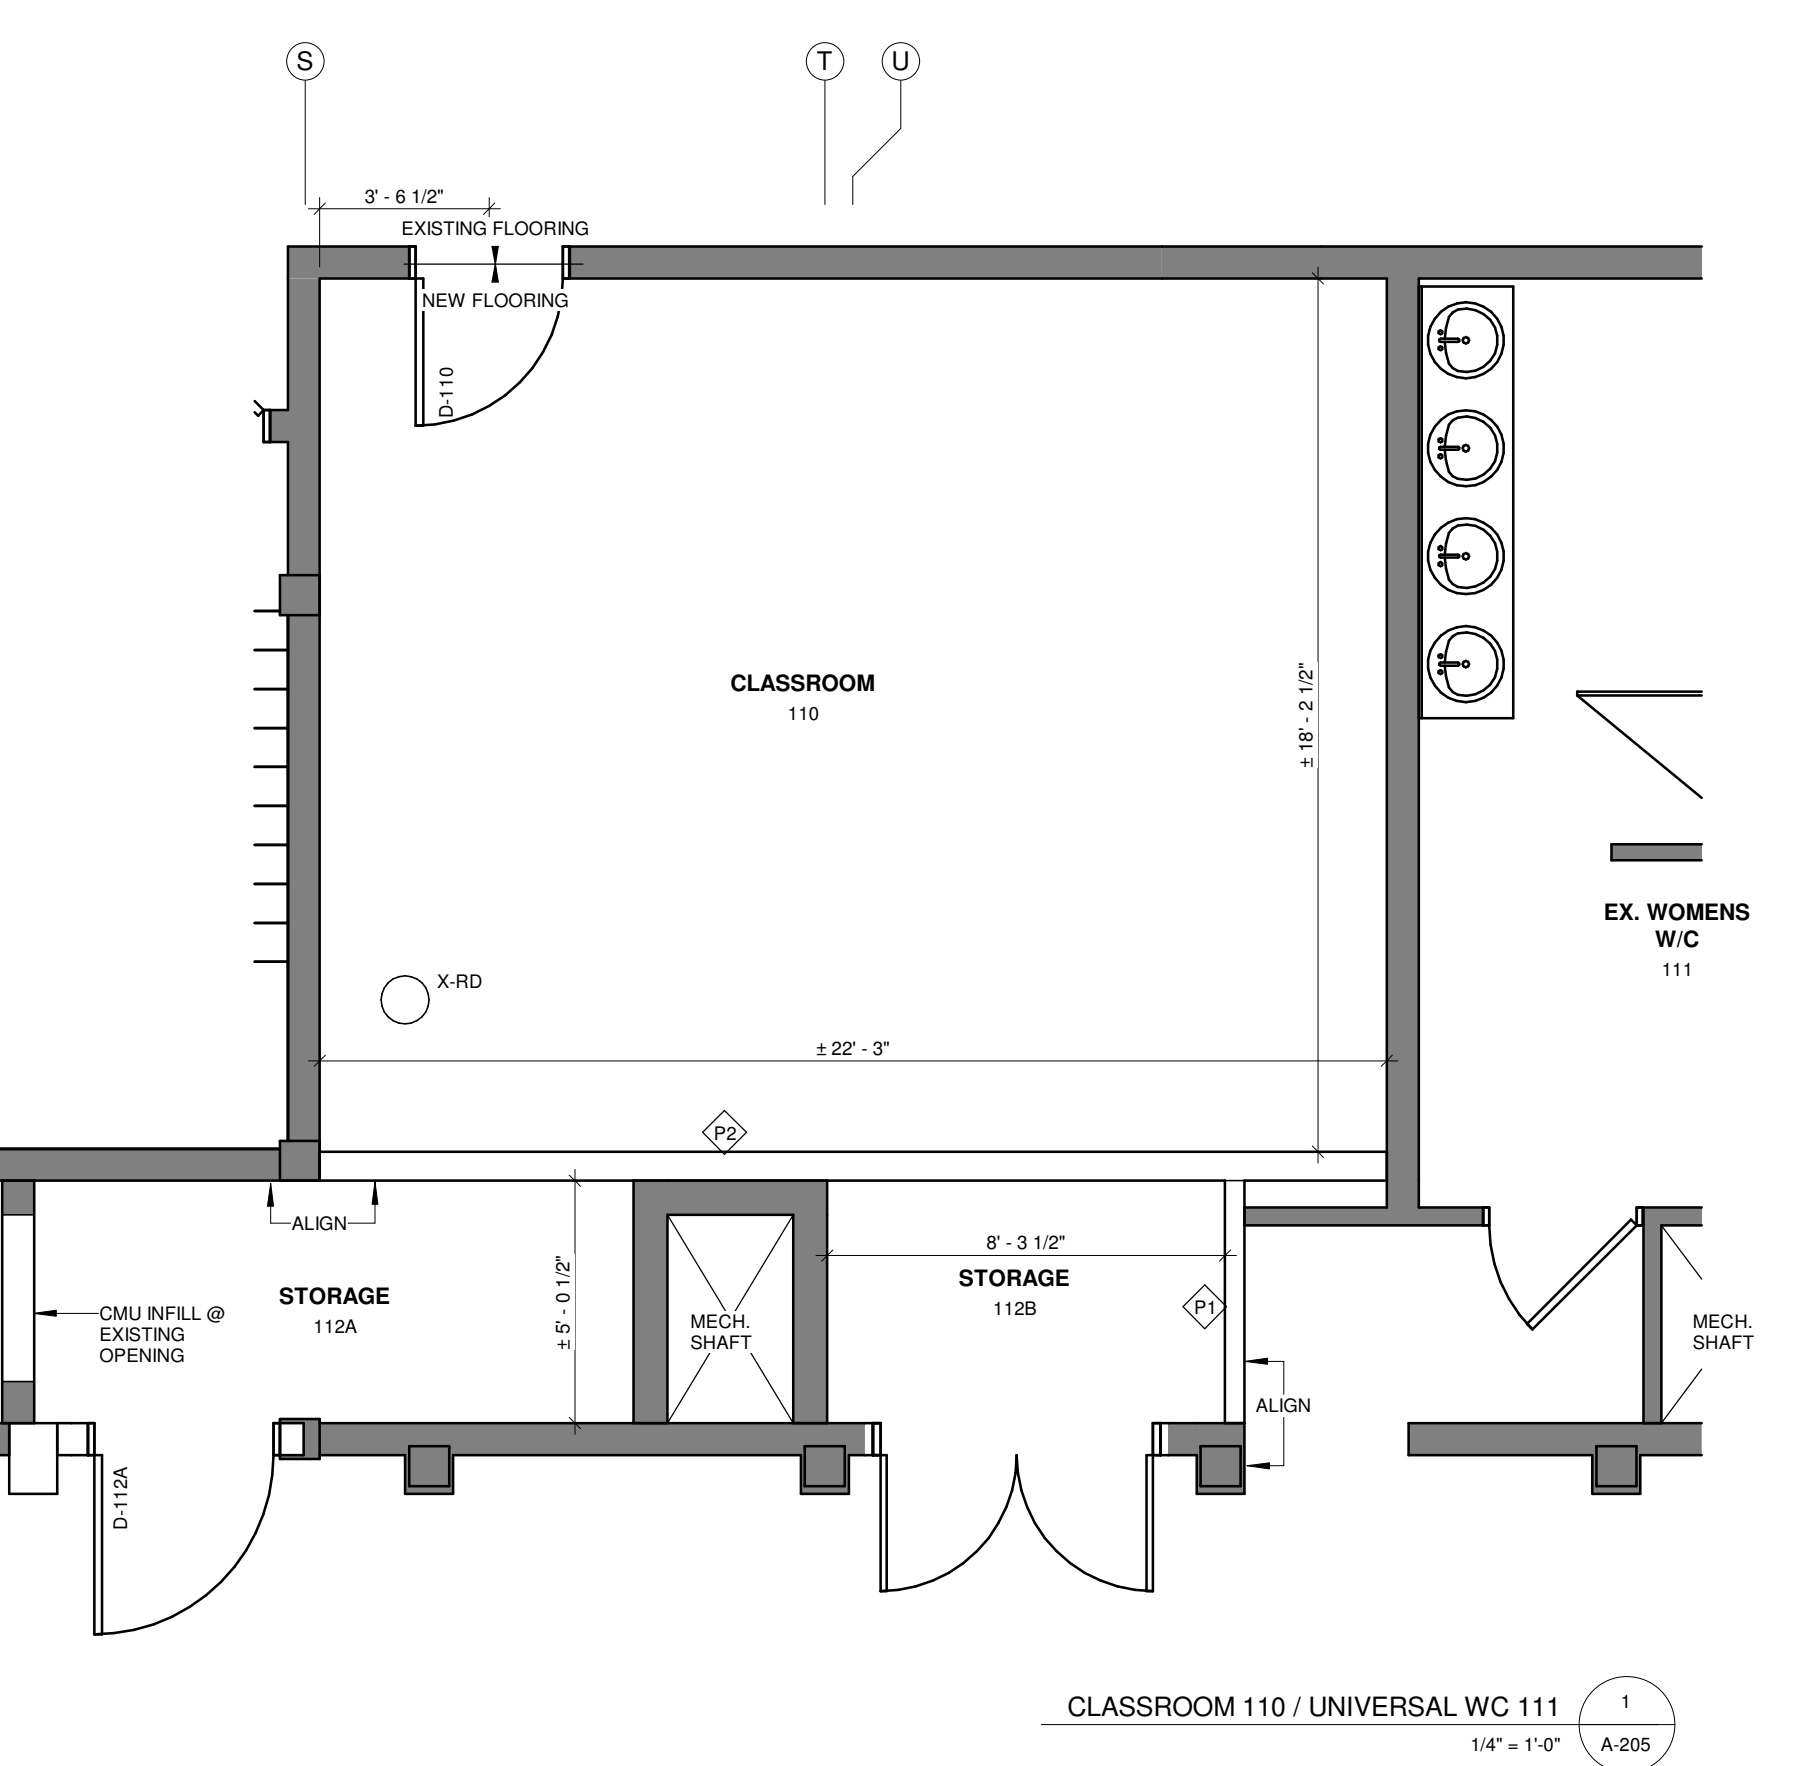 S
T
U
3' - 6 1/2"
EXISTING FLOORING
NEW FLOORING
D-110
CLASSROOM
110
± 18' - 2 1/2"
EX. WOMENS
W/C
111
X-RD
± 22' - 3"
P2
ALIGN
8' - 3 1/2"
± 5' - 0 1/2"
STORAGE
112B
STORAGE
112A
P1
CMU INFILL @
EXISTING
OPENING
MECH.
SHAFT
MECH.
SHAFT
ALIGN
D-112A
CLASSROOM 110 / UNIVERSAL WC 111
1
1/4" = 1'-0"
A-205